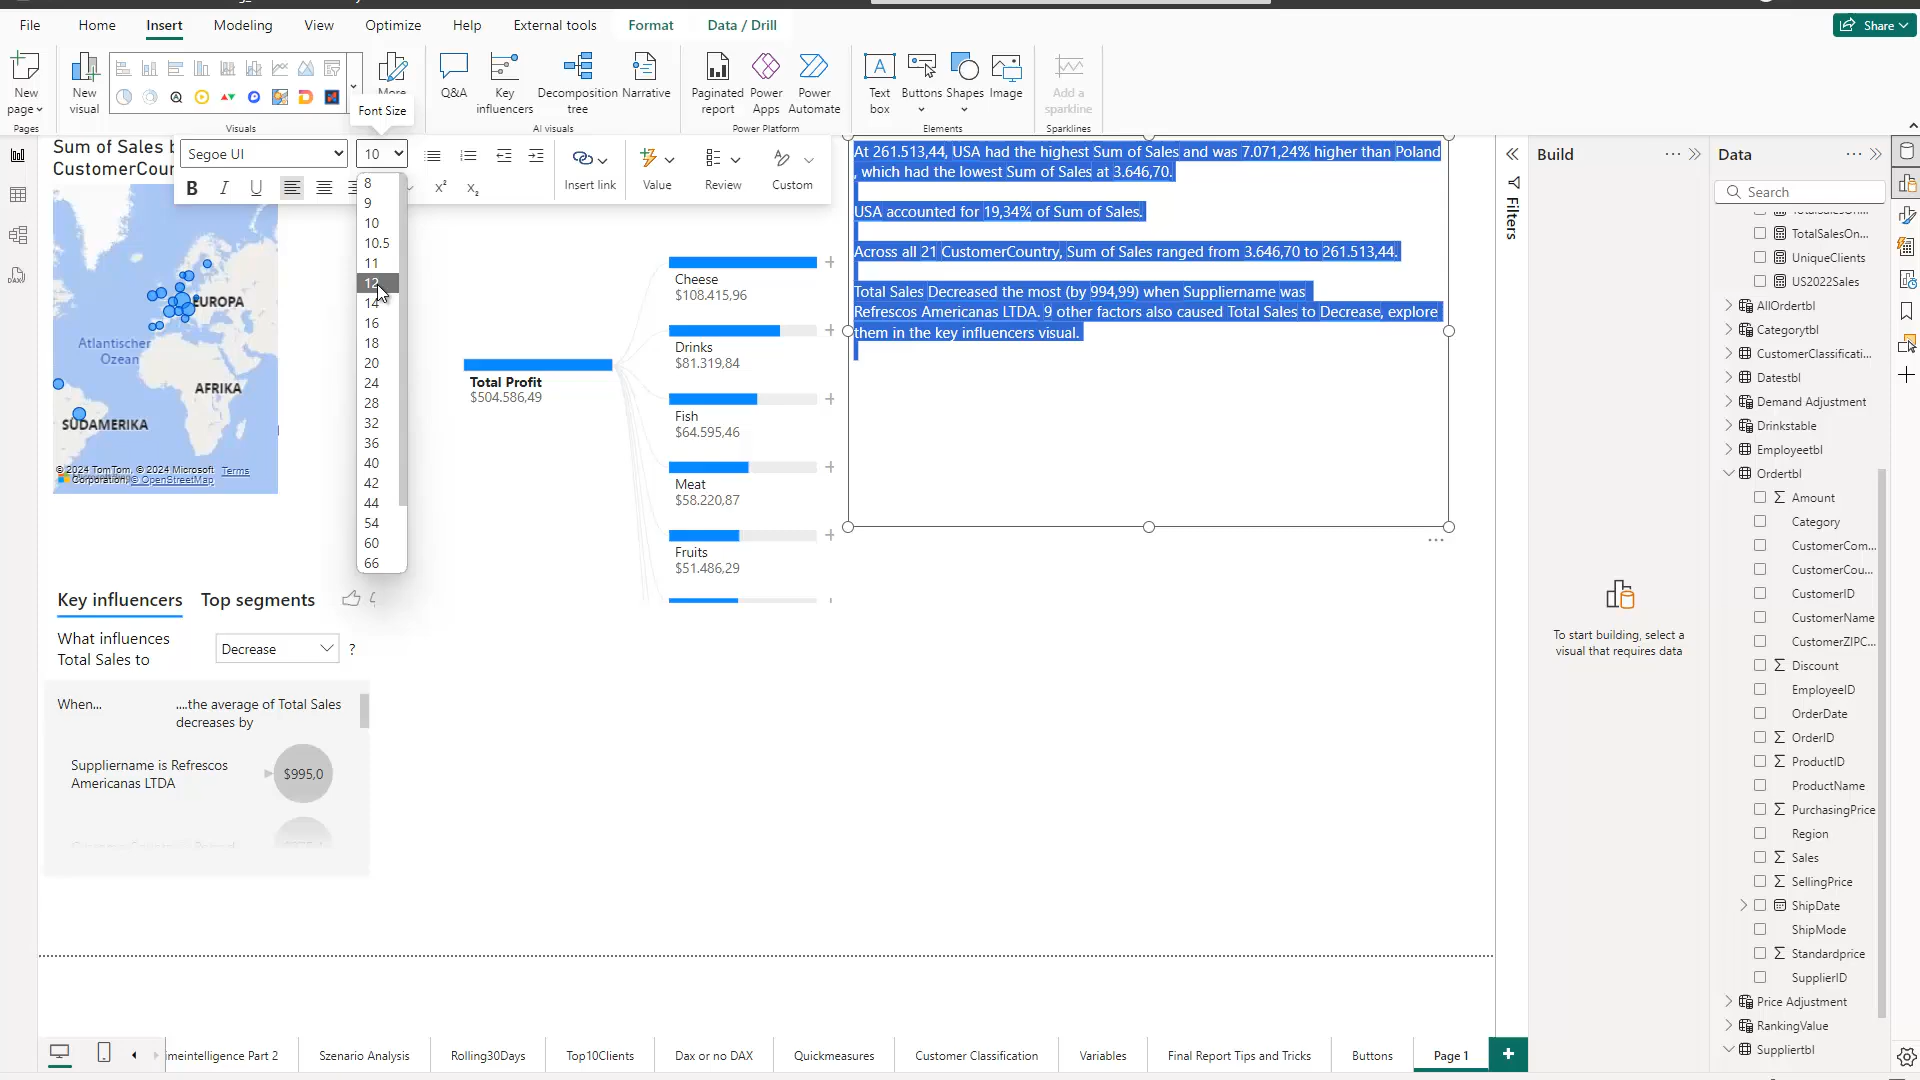 File
Home
Insert
Modeling
View
Optimize
Help
External tools
Format
Data / Drill
Share
New
page
Pages
New
visual
Visuals
More
Font Size
Q&A
Key
influencers
Decomposition
tree
Narrative
AI visuals
Paginated
report
Power
Apps
Power
Automate
Power Platform
Text
box
Buttons
Shapes
Image
Elements
Add a
sparkline
Sparklines
Sum of Sales b
CustomerCour
Segoe UI
10
B
I
U
Insert link
Value
Review
Custom
8
9
10
10.5
11
12
14
16
18
20
24
28
32
36
40
42
44
54
60
66
EUROPA
Atlantischer
Ozean
AFRIKA
SÜDAMERIKA
© 2024 TomTom, © 2024 Microsoft
Corporation, © OpenStreetMap
Terms
Total Profit
$504.586,49
Cheese
$108.415,96
Drinks
$81.319,84
Fish
$64.595,46
Meat
$58.220,87
Fruits
$51.486,29
At 261.513,44, USA had the highest Sum of Sales and was 7.071,24% higher than Poland
, which had the lowest Sum of Sales at 3.646,70.
USA accounted for 19,34% of Sum of Sales.
Across all 21 CustomerCountry, Sum of Sales ranged from 3.646,70 to 261.513,44.
Total Sales Decreased the most (by 994,99) when Suppliername was
Refrescos Americanas LTDA. 9 other factors also caused Total Sales to Decrease, explore
them in the key influencers visual.
Key influencers
Top segments
What influences
Total Sales to
Decrease
?
When...
....the average of Total Sales
decreases by
Suppliername is Refrescos
Americanas LTDA
$995,0
Filters
Build
To start building, select a
visual that requires data
Data
Search
TotalSalesOn...
UniqueClients
US2022Sales
AllOrdertbl
Categorytbl
CustomerClassificati...
Datestbl
Demand Adjustment
Drinkstable
Employeetbl
Ordertbl
Amount
Category
CustomerCom...
CustomerCou...
CustomerID
CustomerName
CustomerZIPC...
Discount
EmployeeID
OrderDate
OrderID
ProductID
ProductName
PurchasingPrice
Region
Sales
SellingPrice
ShipDate
ShipMode
Standardprice
SupplierID
Price Adjustment
RankingValue
Suppliertbl
imeintelligence Part 2
Szenario Analysis
Rolling30Days
Top10Clients
Dax or no DAX
Quickmeasures
Customer Classification
Variables
Final Report Tips and Tricks
Buttons
Page 1